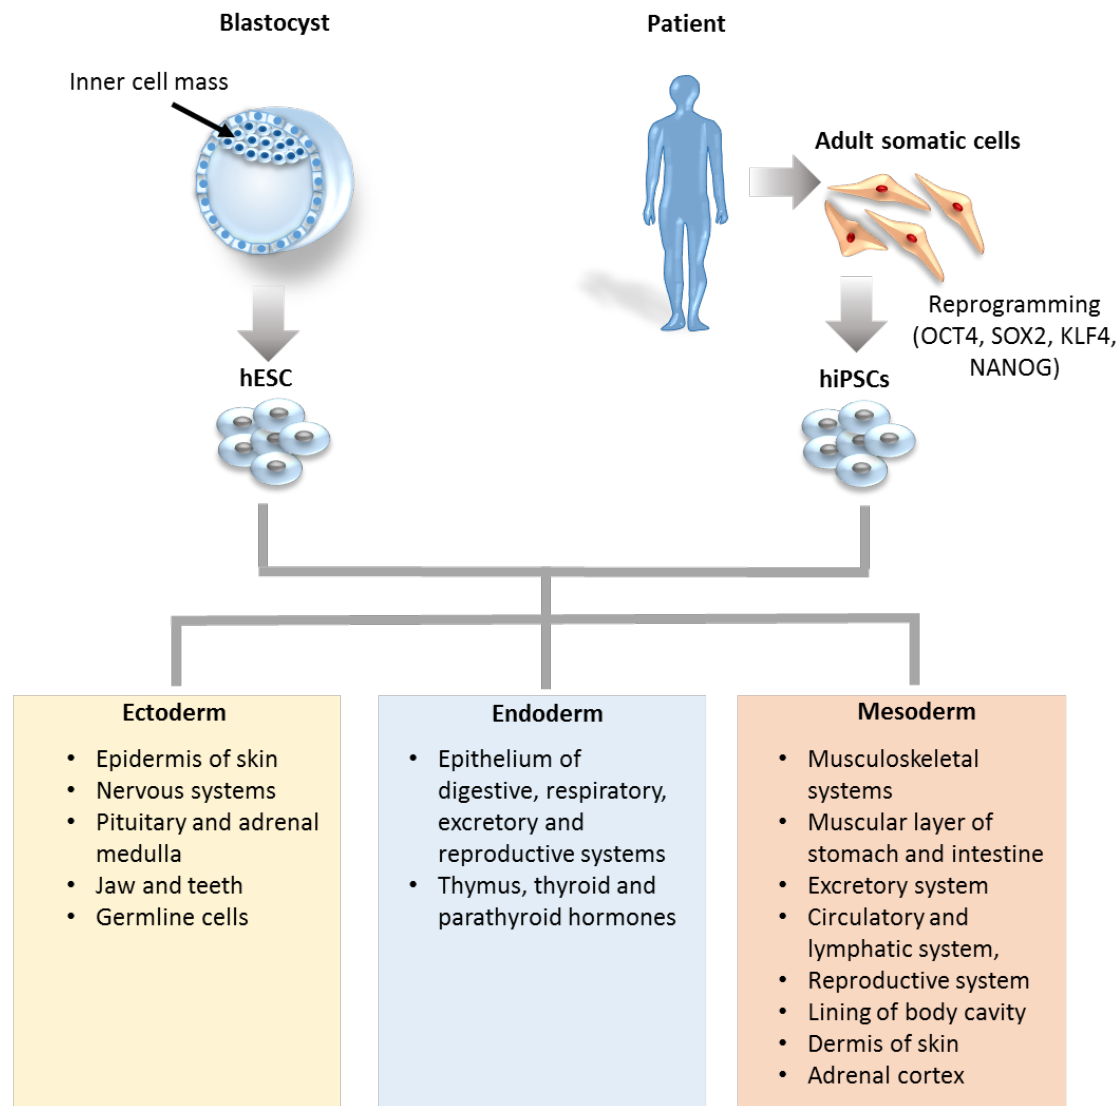 Blastocyst
Patient
Inner cell mass
Adult somatic cells
Reprogramming
(OCT4, SOX2, KLF4,
NANOG)
hESC
hiPSCs
Ectoderm
• Epidermis of skin
• Nervous systems
• Pituitary and adrenal
medulla
• Jaw and teeth
• Germline cells
Endoderm
• Epithelium of
digestive, respiratory,
excretory and
reproductive systems
• Thymus, thyroid and
parathyroid hormones
Mesoderm
• Musculoskeletal
systems
• Muscular layer of
stomach and intestine
• Excretory system
• Circulatory and
lymphatic system,
• Reproductive system
• Lining of body cavity
• Dermis of skin
• Adrenal cortex